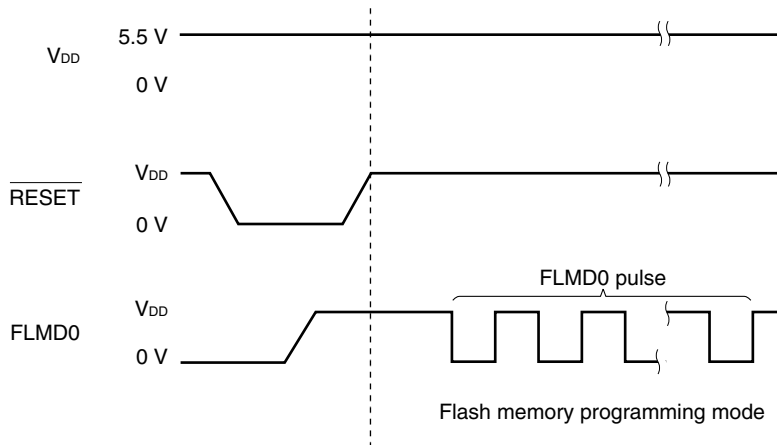 5.5 V
VDD
0 V
VDD
RESET
0 V
FLMD0 pulse
VDD
FLMD0
0 V
Flash memory programming mode